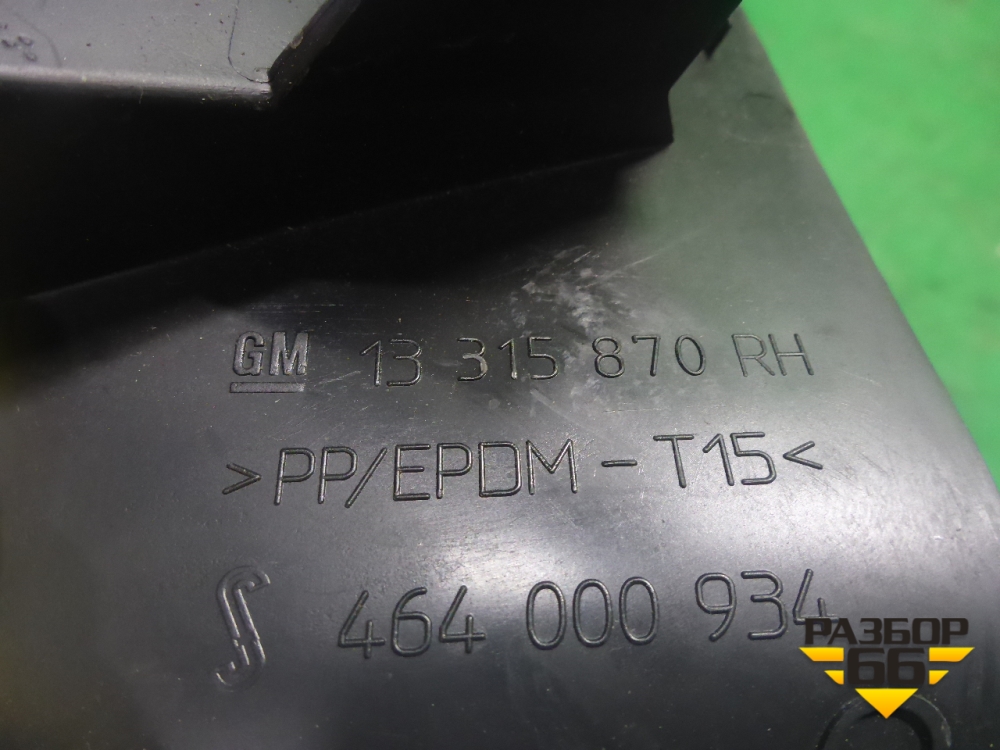 GM 13 315 870 RH
>PP/EPDM-T15<
464 000 934
РАЗБОР
66